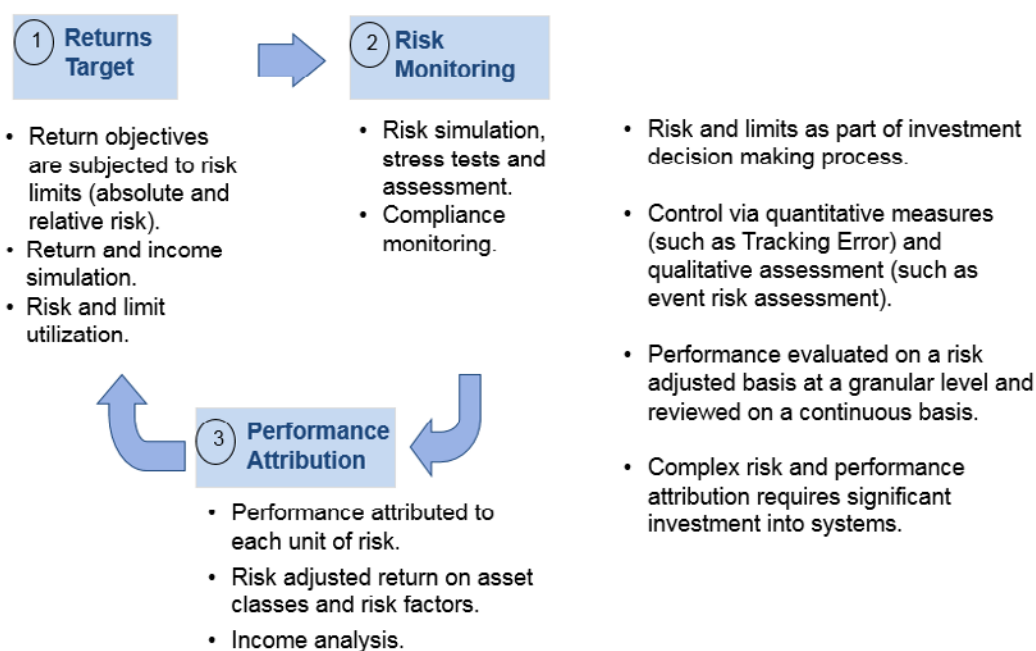 1 Returns
Target
• Return objectives
are subjected to risk
limits (absolute and
relative risk).
• Return and income
simulation.
• Risk and limit
utilization.
2 Risk
Monitoring
• Risk simulation,
stress tests and
assessment.
• Compliance
monitoring.
3 Performance
Attribution
• Performance attributed to
each unit of risk.
• Risk adjusted return on asset
classes and risk factors.
• Income analysis.
• Risk and limits as part of investment
decision making process.
• Control via quantitative measures
(such as Tracking Error) and
qualitative assessment (such as
event risk assessment).
• Performance evaluated on a risk
adjusted basis at a granular level and
reviewed on a continuous basis.
• Complex risk and performance
attribution requires significant
investment into systems.